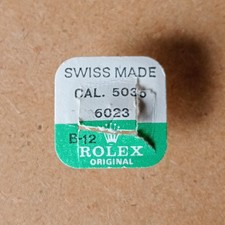 SWISS MADE
CAL. 5035
6023
B-12
ROLEX
ORIGINAL